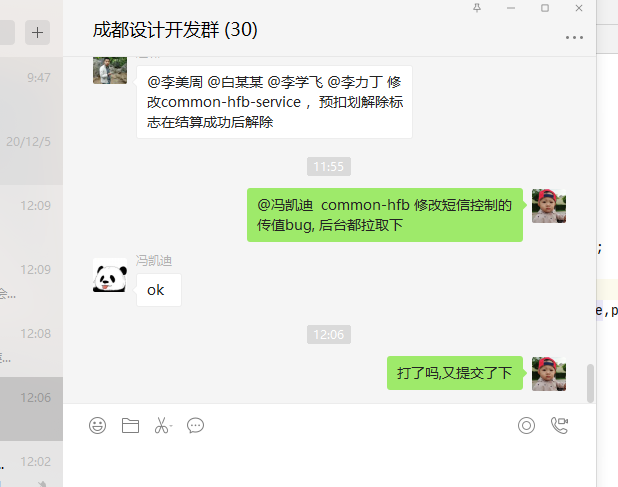 成都设计开发群 (30)
9:47
20/12/5
12:09
12:09
会...
12:08
...
12:06
12:02
@李美周 @白某某 @李学飞 @李力丁 修
改common-hfb-service ，预扣划解除标
志在结算成功后解除
11:55
@冯凯迪 common-hfb 修改短信控制的
传值bug, 后台都拉取下
冯凯迪
ok
12:06
打了吗,又提交了下
;
e,p